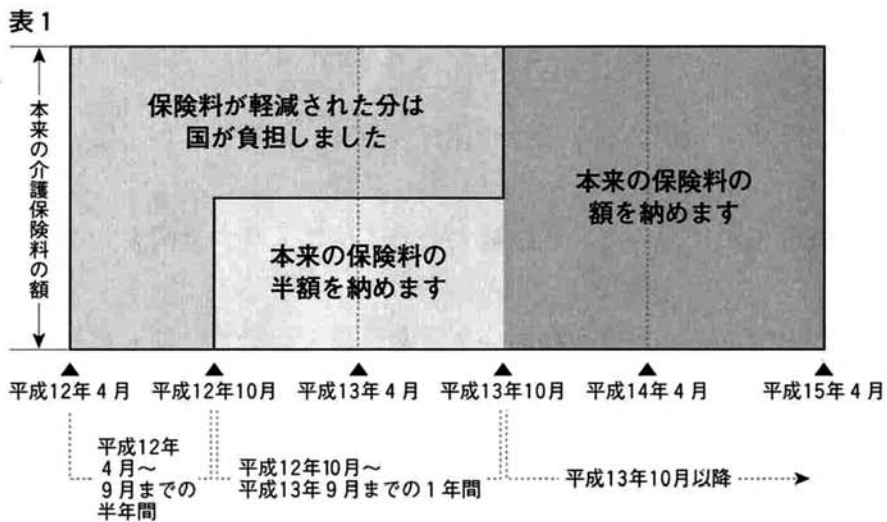 表1
本来の介護保険料の額
保険料が軽減された分は
国が負担しました
本来の保険料の
額を納めます
本来の保険料の
半額を納めます
平成12年4月
平成12年10月
平成13年4月
平成13年10月
平成14年4月
平成15年4月
平成12年
4月～
9月までの
半年間
平成12年10月～
平成13年9月までの1年間
平成13年10月以降